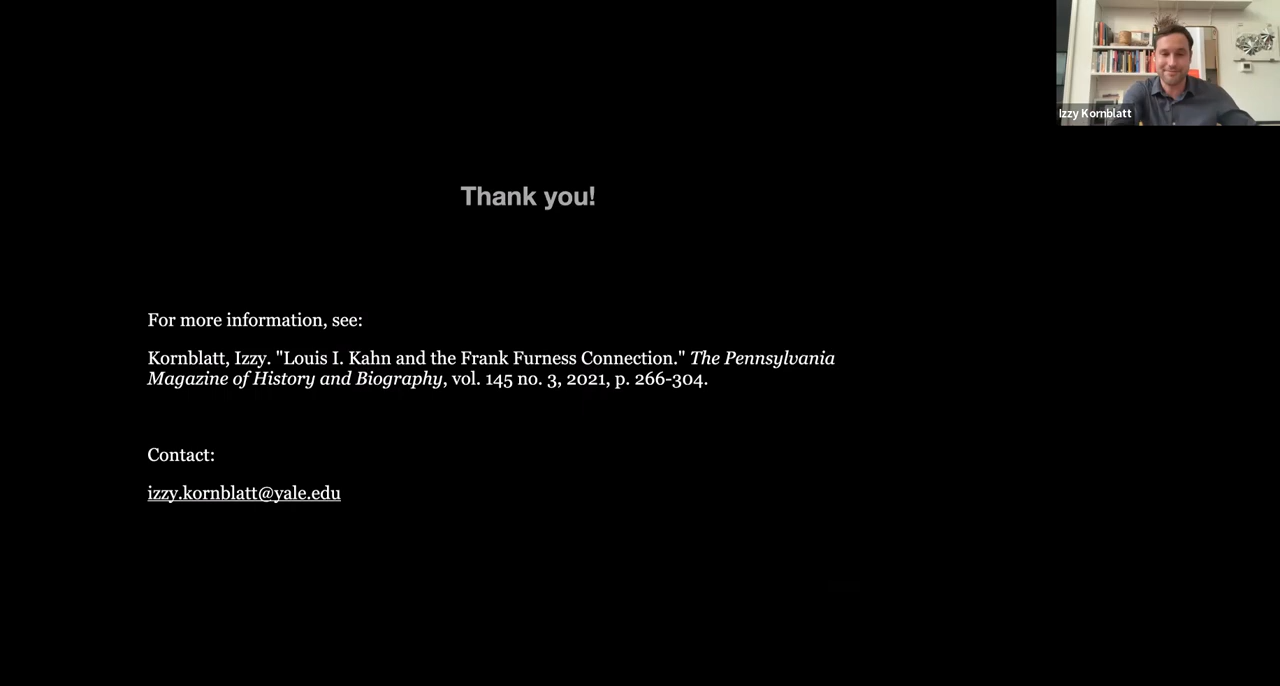 Izzy Kornblatt
Thank you!
For more information, see:
Kornblatt, Izzy. "Louis I. Kahn and the Frank Furness Connection." The Pennsylvania
Magazine of History and Biography, vol. 145 no. 3, 2021, p. 266-304.
Contact:
izzy.kornblatt@yale.edu